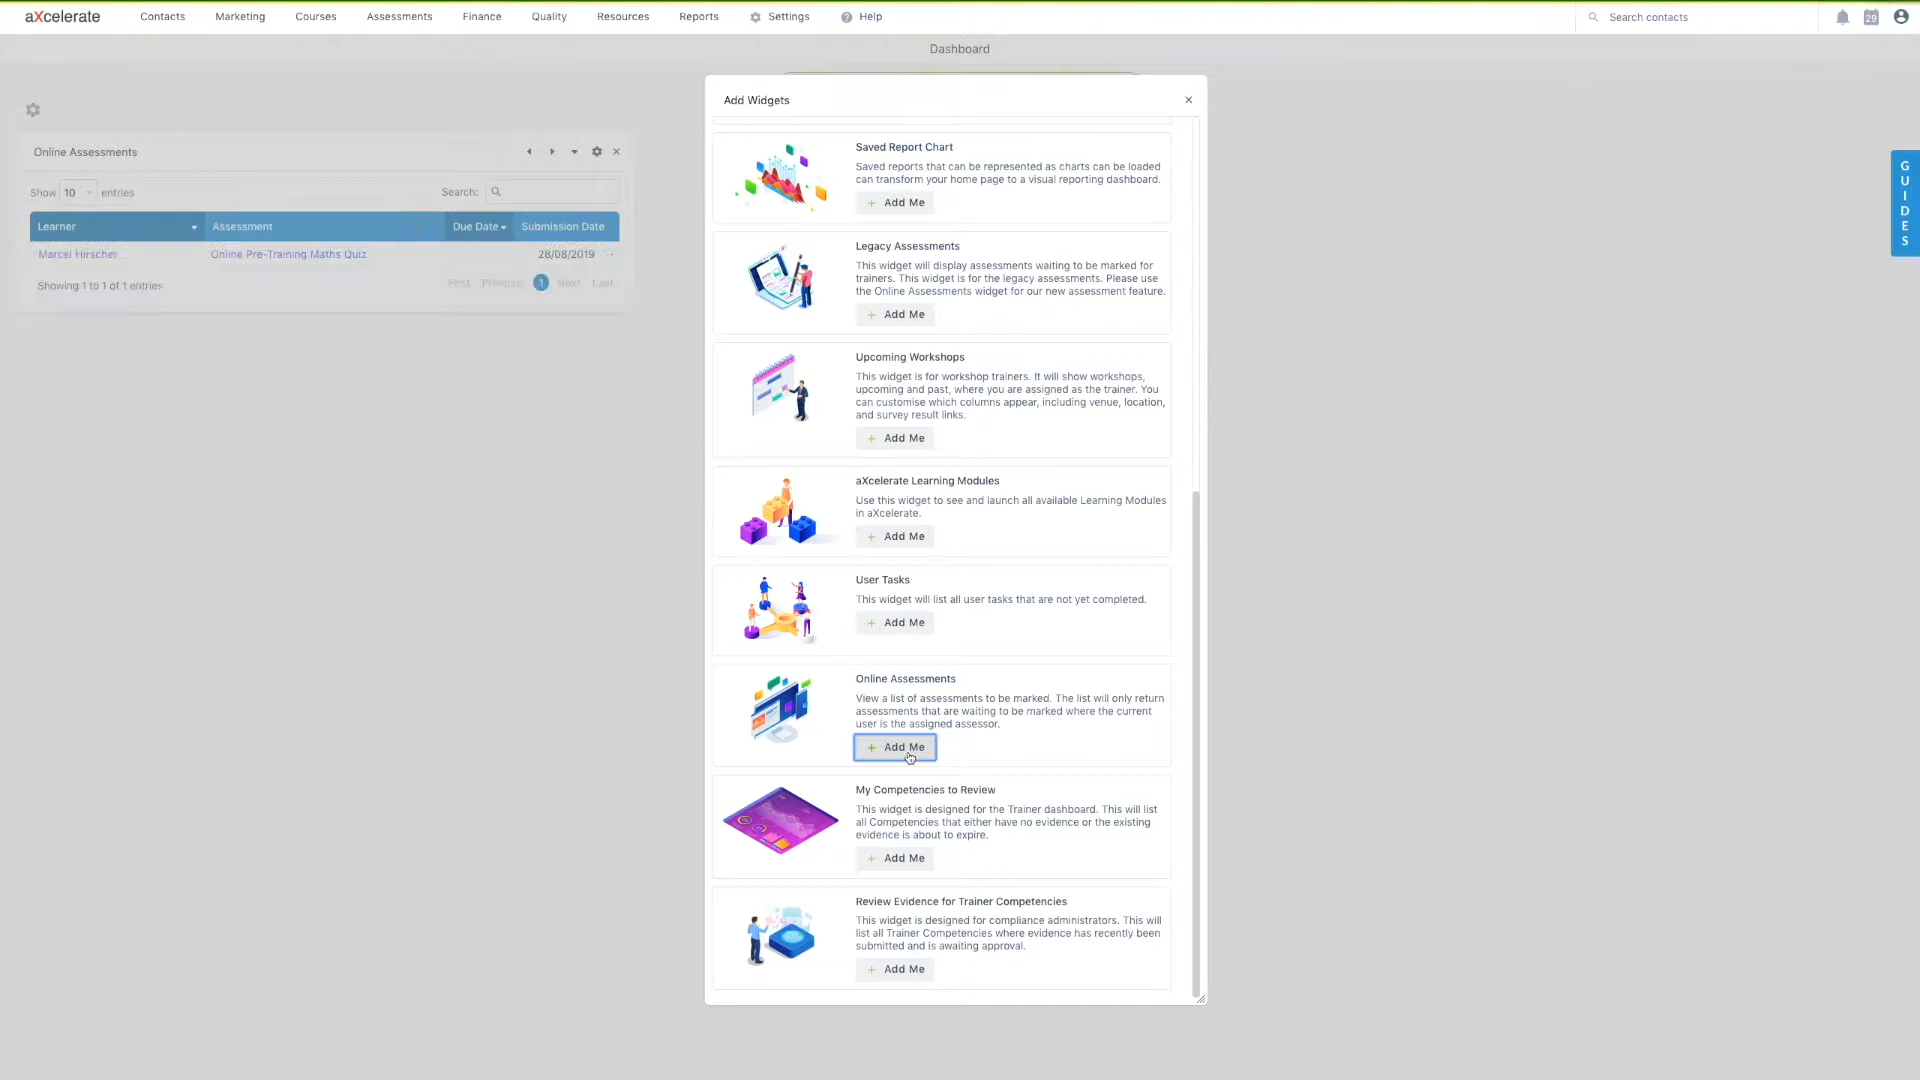 aXcelerate
Contacts
Marketing
Courses
Assessments
Finance
Quality
Resources
Reports
Settings
Help
Search contacts
29
Dashboard
Online Assessments
Show 10 entries
Search:
Learner
Assessment
Due Date
Submission Date
Marcel Hirscher
Online Pre-Training Maths Quiz
28/08/2019
Showing 1 to 1 of 1 entries
First Previous 1 Next Last
Add Widgets
Saved Report Chart
Saved reports that can be represented as charts can be loaded
can transform your home page to a visual reporting dashboard.
+ Add Me
Legacy Assessments
This widget will display assessments waiting to be marked for
trainers. This widget is for the legacy assessments. Please use
the Online Assessments widget for our new assessment feature.
+ Add Me
Upcoming Workshops
This widget is for workshop trainers. It will show workshops,
upcoming and past, where you are assigned as the trainer. You
can customise which columns appear, including venue, location,
and survey result links.
+ Add Me
aXcelerate Learning Modules
Use this widget to see and launch all available Learning Modules
in aXcelerate.
+ Add Me
User Tasks
This widget will list all user tasks that are not yet completed.
+ Add Me
Online Assessments
View a list of assessments to be marked. The list will only return
assessments that are waiting to be marked where the current
user is the assigned assessor.
+ Add Me
My Competencies to Review
This widget is designed for the Trainer dashboard. This will list
all Competencies that either have no evidence or the existing
evidence is about to expire.
+ Add Me
Review Evidence for Trainer Competencies
This widget is designed for compliance administrators. This will
list all Trainer Competencies where evidence has recently been
submitted and is awaiting approval.
+ Add Me
GUIDES